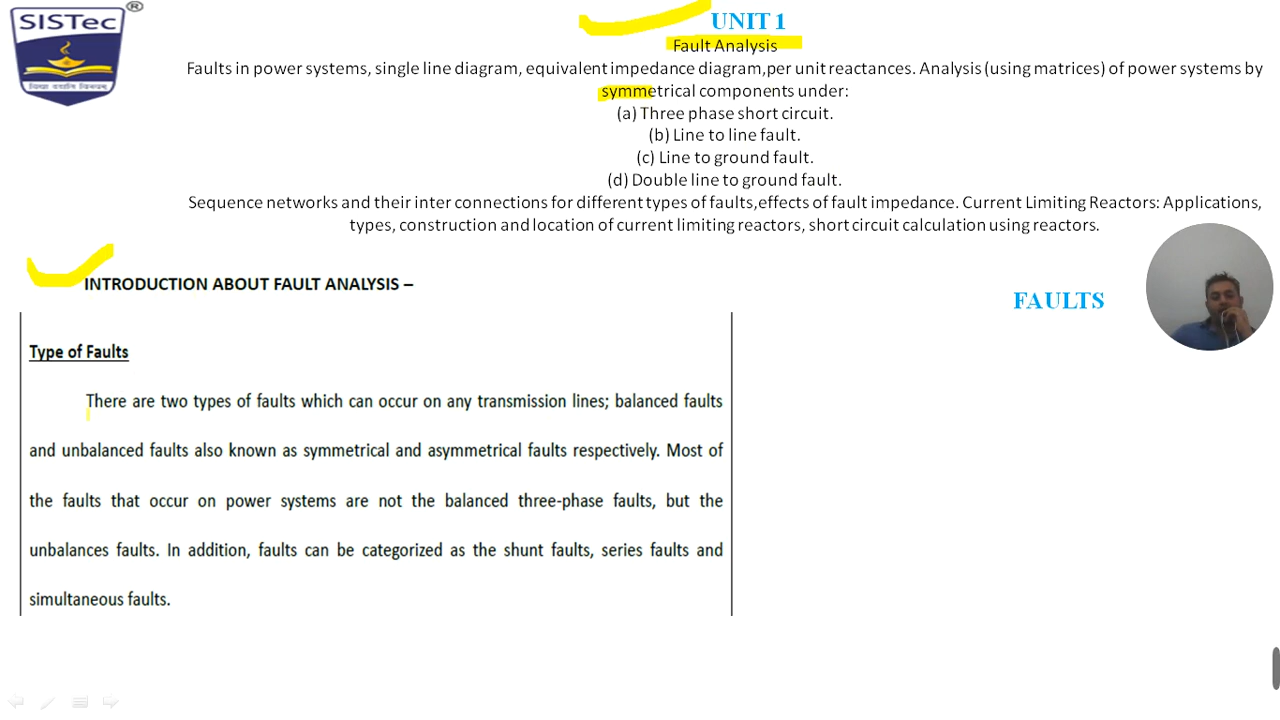 SISTec
®
UNIT 1
Fault Analysis
Faults in power systems, single line diagram, equivalent impedance diagram,per unit reactances. Analysis (using matrices) of power systems by
symmetrical components under:
(a) Three phase short circuit.
(b) Line to line fault.
(c) Line to ground fault.
(d) Double line to ground fault.
Sequence networks and their inter connections for different types of faults,effects of fault impedance. Current Limiting Reactors: Applications,
types, construction and location of current limiting reactors, short circuit calculation using reactors.
INTRODUCTION ABOUT FAULT ANALYSIS –
FAULTS
Type of Faults
There are two types of faults which can occur on any transmission lines; balanced faults
and unbalanced faults also known as symmetrical and asymmetrical faults respectively. Most of
the faults that occur on power systems are not the balanced three-phase faults, but the
unbalances faults. In addition, faults can be categorized as the shunt faults, series faults and
simultaneous faults.